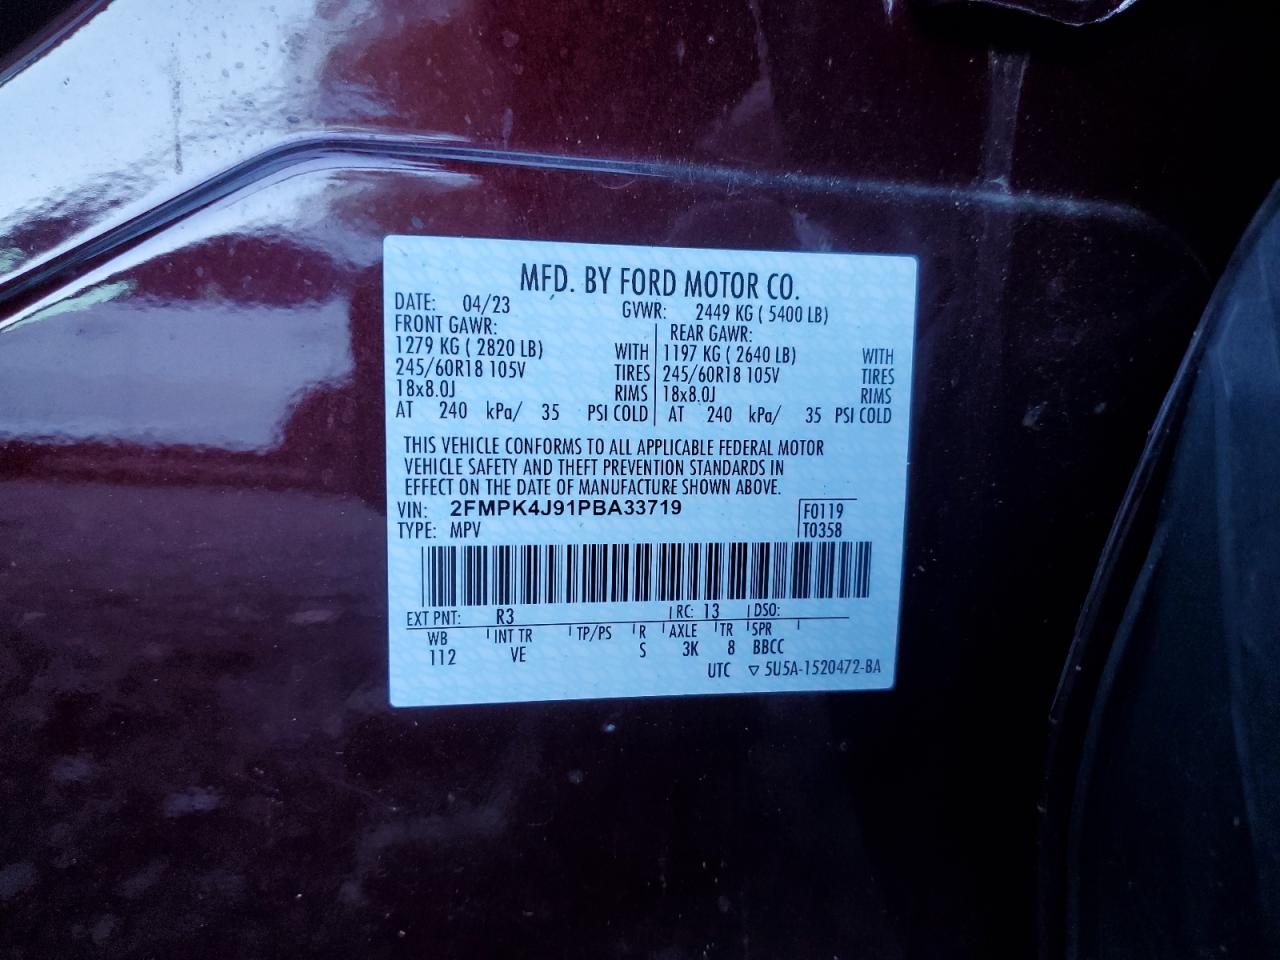 MFD. BY FORD MOTOR CO.
DATE: 04/23 GVWR: 2449 KG ( 5400 LB)
FRONT GAWR: REAR GAWR:
1279 KG ( 2820 LB) WITH 1197 KG ( 2640 LB) WITH
245/60R18 105V TIRES 245/60R18 105V TIRES
18x8.0J RIMS 18x8.0J RIMS
AT 240 kPa/ 35 PSI COLD AT 240 kPa/ 35 PSI COLD
THIS VEHICLE CONFORMS TO ALL APPLICABLE FEDERAL MOTOR
VEHICLE SAFETY AND THEFT PREVENTION STANDARDS IN
EFFECT ON THE DATE OF MANUFACTURE SHOWN ABOVE.
VIN: 2FMPK4J91PBA33719 F0119
TYPE: MPV T0358
EXT PNT: R3 RC: 13 DSO:
WB INT TR TP/PS R AXLE TR SPR
112 VE S 3K 8 BBCC
UTC ▽ 5U5A-1520472-BA